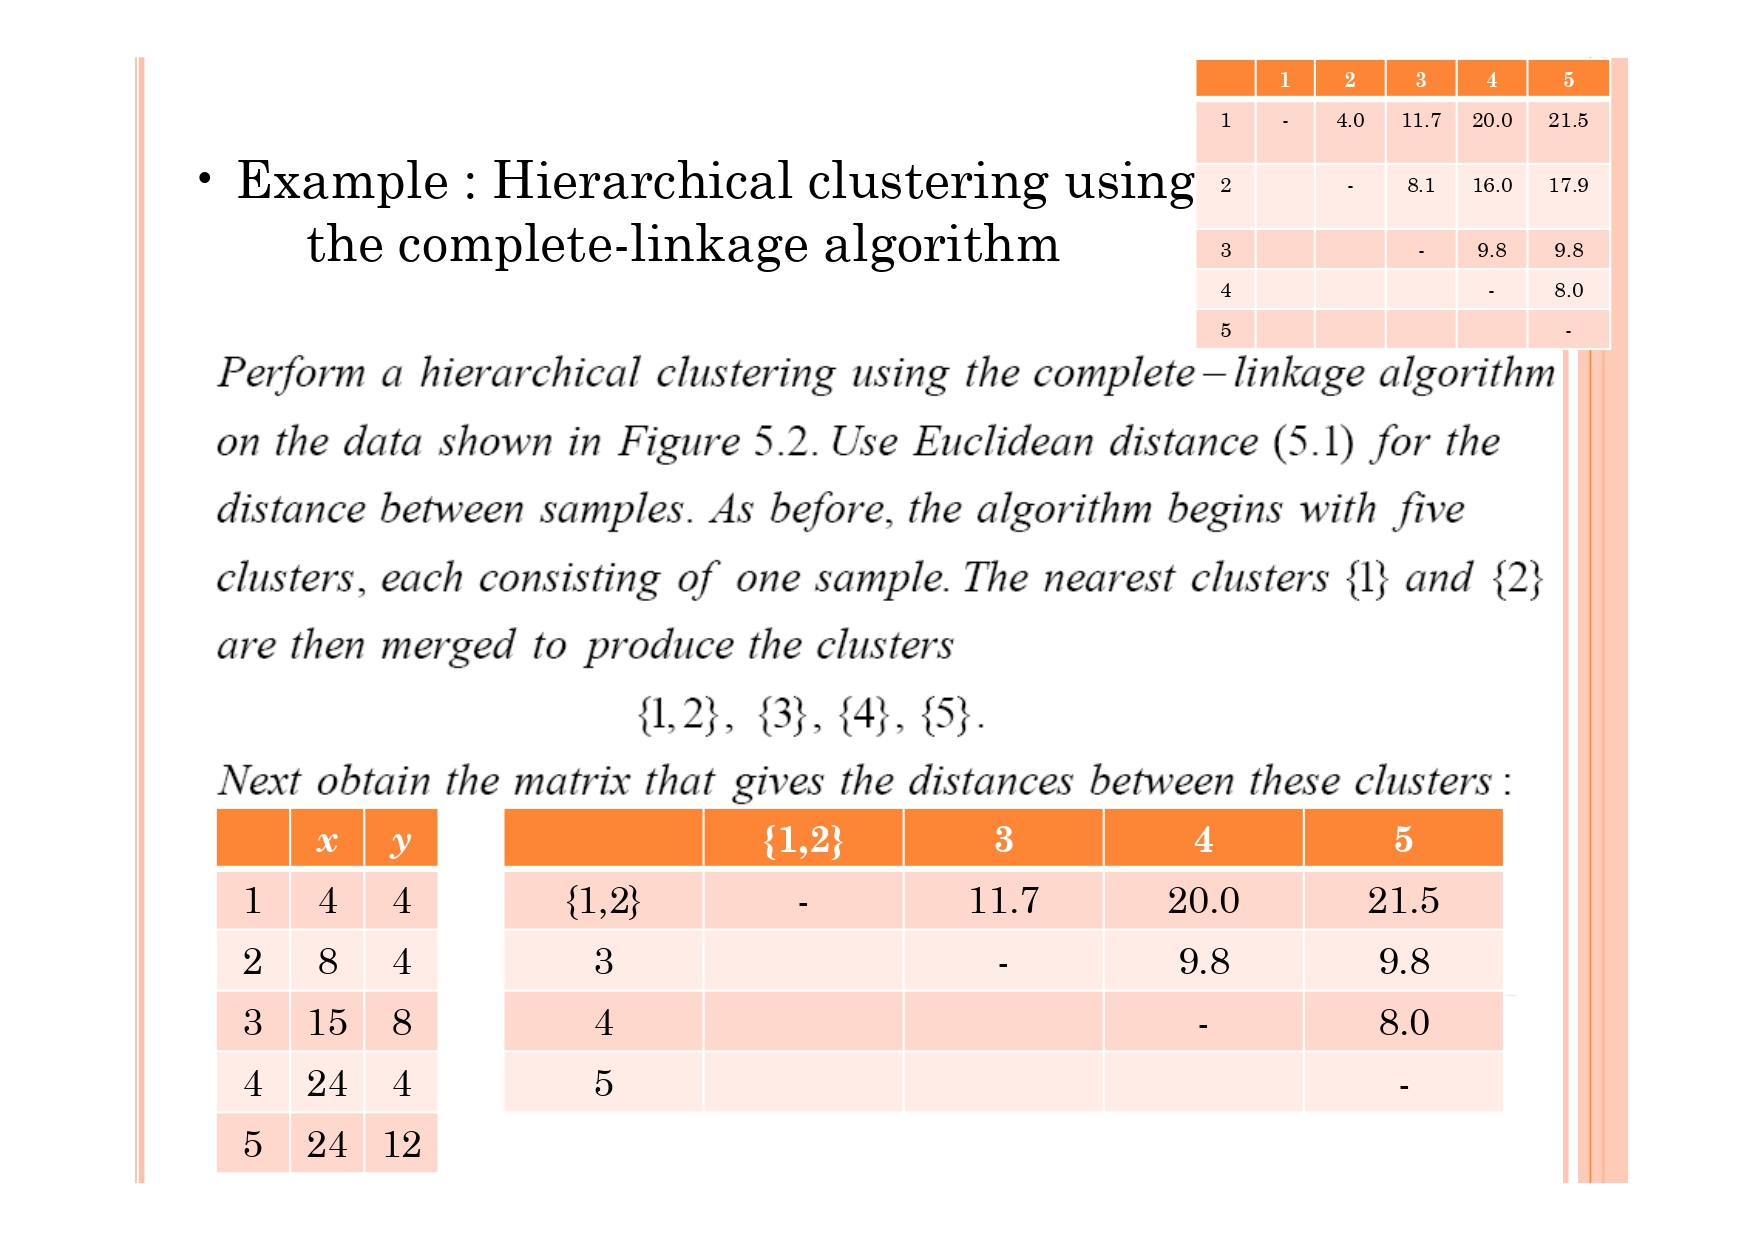 1 2 3 4 5
1 - 4.0 11.7 20.0 21.5
2 - 8.1 16.0 17.9
3 - 9.8 9.8
4 - 8.0
5 -
• Example : Hierarchical clustering using
the complete-linkage algorithm
Perform a hierarchical clustering using the complete–linkage algorithm
on the data shown in Figure 5.2. Use Euclidean distance (5.1) for the
distance between samples. As before, the algorithm begins with five
clusters, each consisting of one sample. The nearest clusters {1} and {2}
are then merged to produce the clusters
{1,2}, {3}, {4}, {5}.
Next obtain the matrix that gives the distances between these clusters :
x y
1 4 4
2 8 4
3 15 8
4 24 4
5 24 12
{1,2} 3 4 5
{1,2} - 11.7 20.0 21.5
3 - 9.8 9.8
4 - 8.0
5 -